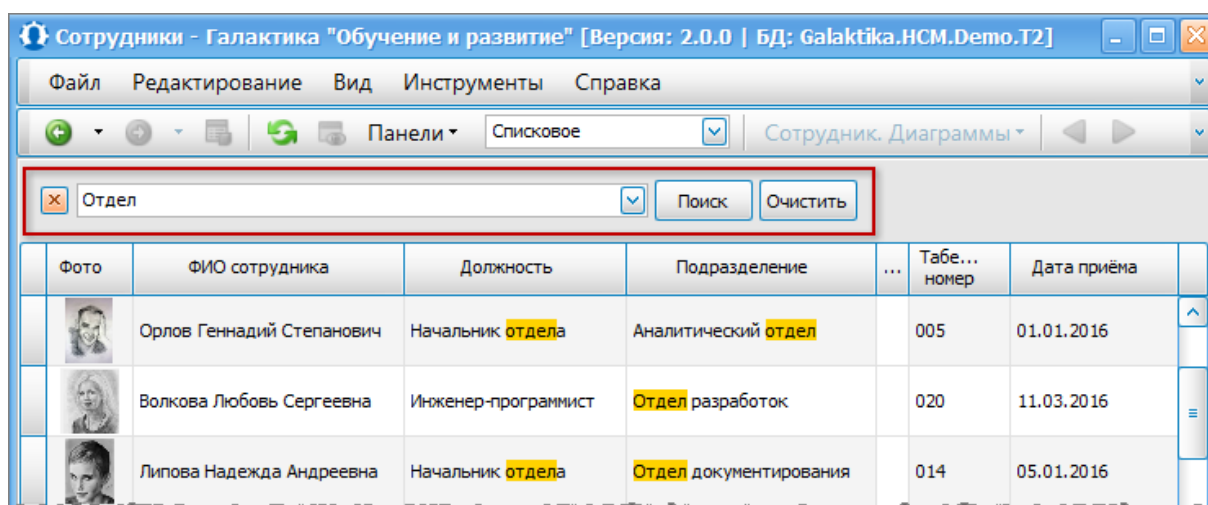 Сотрудники - Галактика "Обучение и развитие" [Версия: 2.0.0 | БД: Galaktika.HCM.Demo.T2]
Файл Редактирование Вид Инструменты Справка
Панели Списковое Сотрудник. Диаграммы
Отдел Поиск Очистить
Фото ФИО сотрудника Должность Подразделение ... Табе... номер Дата приёма
Орлов Геннадий Степанович Начальник отдела Аналитический отдел 005 01.01.2016
Волкова Любовь Сергеевна Инженер-программист Отдел разработок 020 11.03.2016
Липова Надежда Андреевна Начальник отдела Отдел документирования 014 05.01.2016